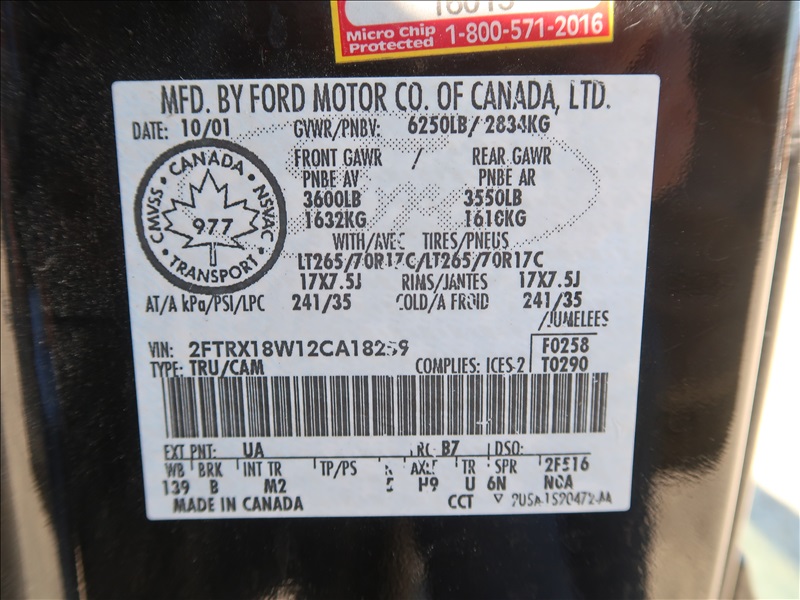 Micro Chip
Protected 1-800-571-2016
MFD. BY FORD MOTOR CO. OF CANADA, LTD.
DATE: 10/01 GVWR/PNBV: 6250LB/ 2834KG
FRONT GAWR / REAR GAWR
PNBE AV PNBE AR
3600LB 3550LB
1632KG 1610KG
WITH/AVEC TIRES/PNEUS
LT265/70R17C/LT265/70R17C
17X7.5J RIMS/JANTES 17X7.5J
AT/A kPa/PSI/LPC 241/35 COLD/A FROID 241/35
/JUMELEES
CMVSS · CANADA · NSVAC · TRANSPORT ·
977
VIN: 2FTRX18W12CA18259 F0258
TYPE: TRU/CAM COMPLIES: ICES-2 T0290
EXT PNT: UA RC: B7 DSO:
WB BRK INT TR TP/PS R AXLE TR SPR 2F516
139 B M2 5 H9 U 6N NCA
MADE IN CANADA CCT